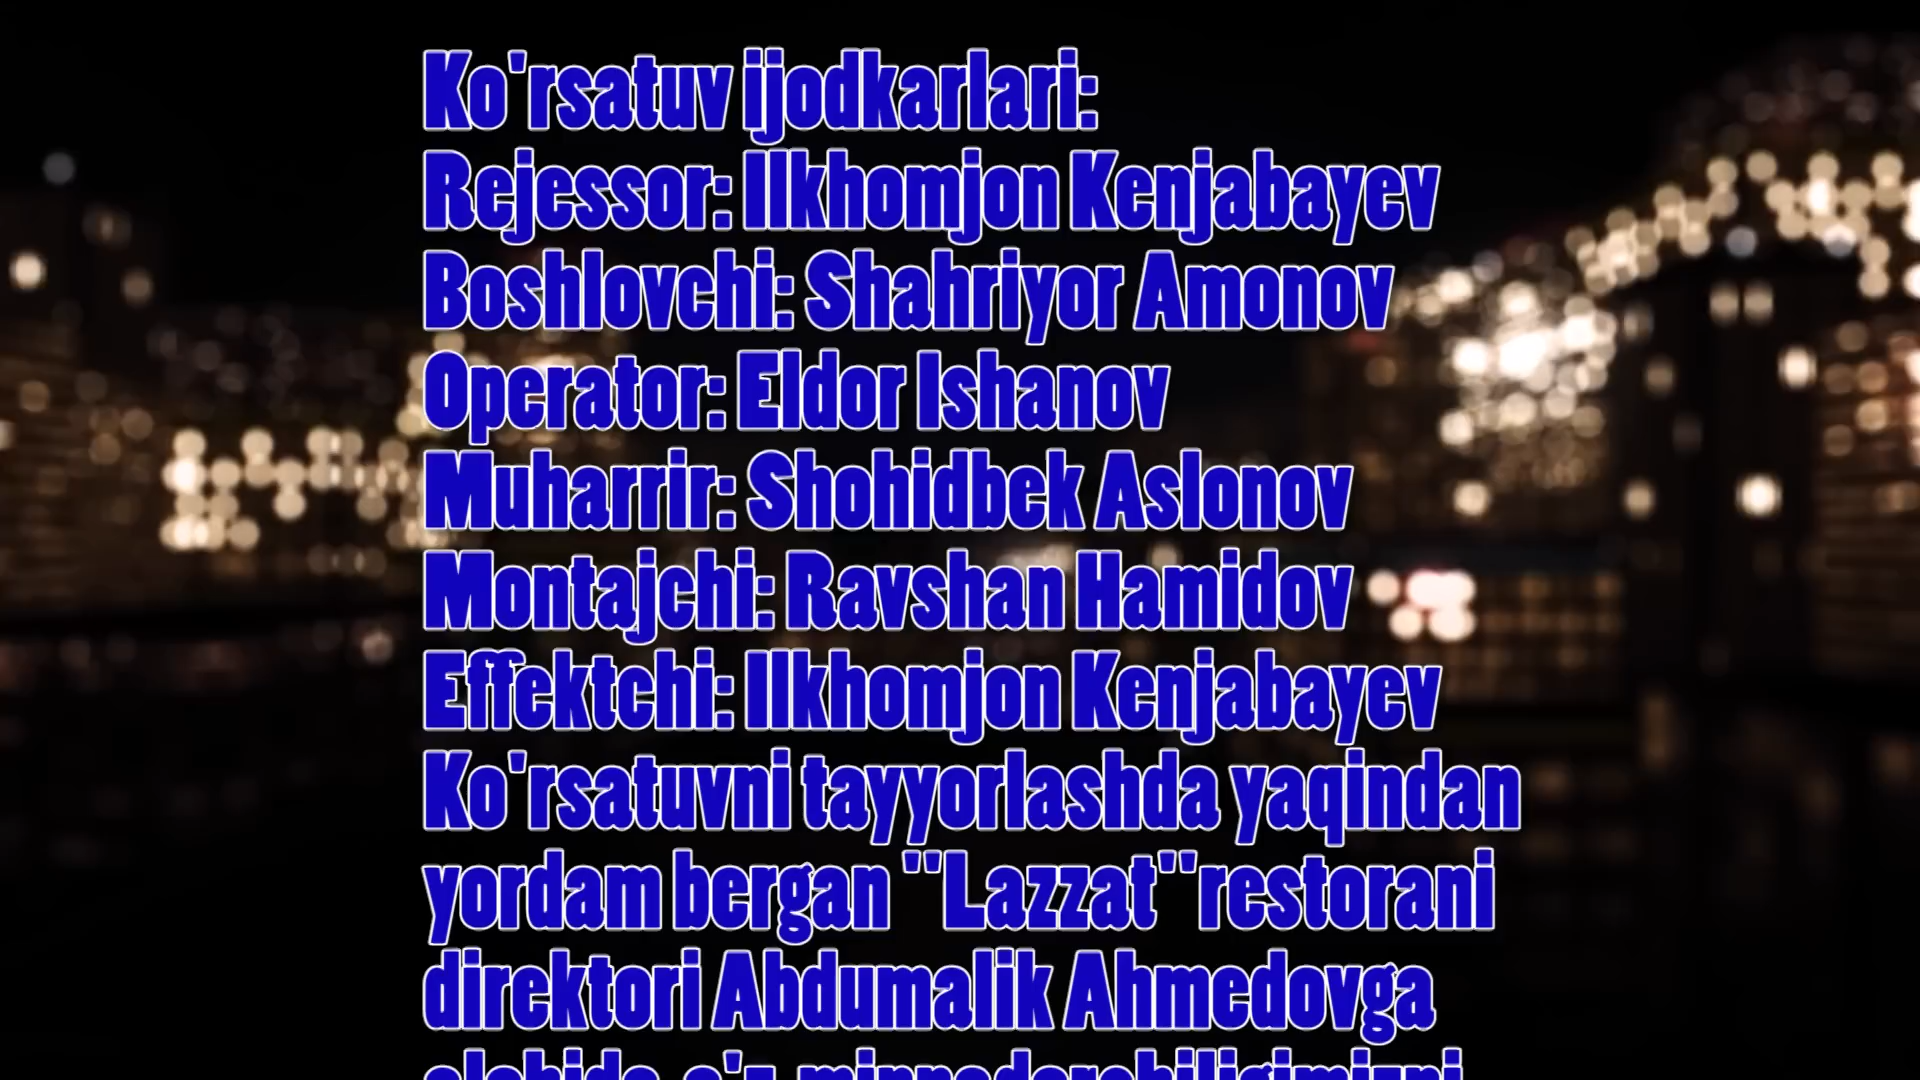 Ko'rsatuv ijodkarlari:
Rejessor: Ilkhomjon Kenjabayev
Boshlovchi: Shahriyor Amonov
Operator: Eldor Ishanov
Muharrir: Shohidbek Aslonov
Montajchi: Ravshan Hamidov
Effektchi: Ilkhomjon Kenjabayev
Ko'rsatuvni tayyorlashda yaqindan
yordam bergan "Lazzat"restorani
direktori Abdumalik Ahmedovga